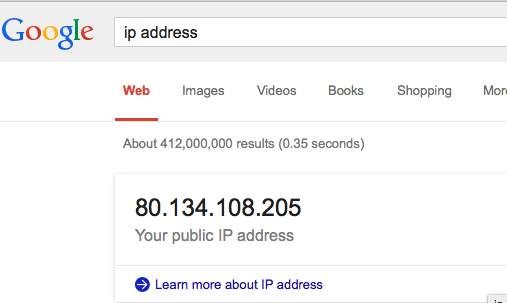 Google ip address
Web Images Videos Books Shopping
About 412,000,000 results (0.35 seconds)
80.134.108.205
Your public IP address
Learn more about IP address